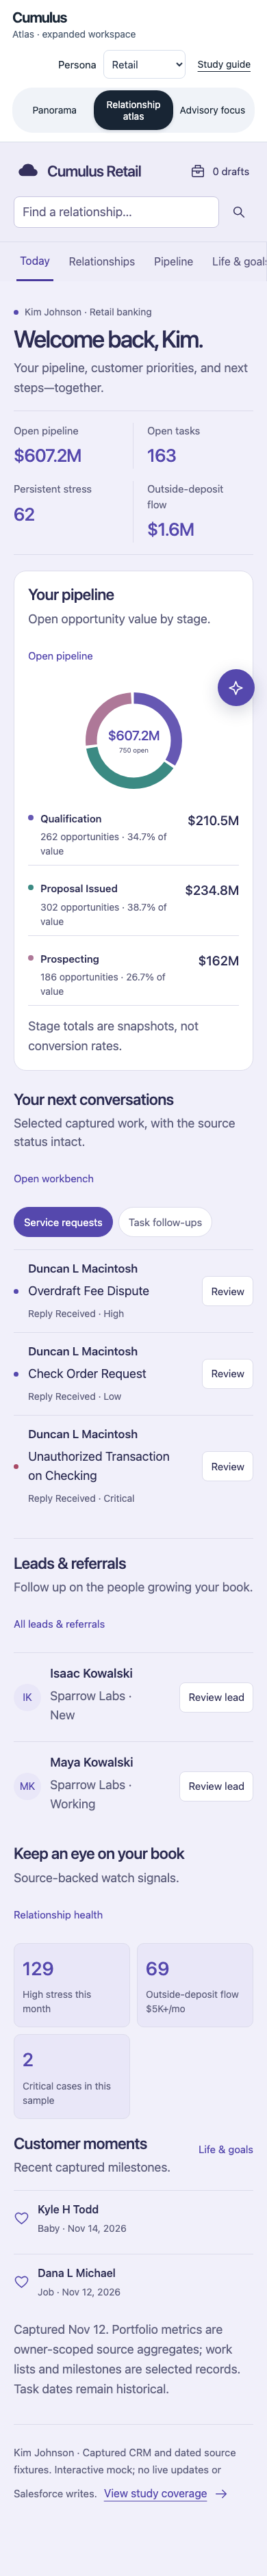 Cumulus
Atlas · expanded workspace
Persona
Retail
Study guide
Panorama
Relationship
atlas
Advisory focus
Cumulus Retail
0 drafts
Find a relationship...
Today
Relationships
Pipeline
Life & goals
Kim Johnson · Retail banking
Welcome back, Kim.
Your pipeline, customer priorities, and next
steps—together.
Open pipeline
$607.2M
Open tasks
163
Persistent stress
62
Outside-deposit
flow
$1.6M
Your pipeline
Open opportunity value by stage.
Open pipeline
$607.2M
750 open
Qualification
$210.5M
262 opportunities · 34.7% of
value
Proposal Issued
$234.8M
302 opportunities · 38.7% of
value
Prospecting
$162M
186 opportunities · 26.7% of
value
Stage totals are snapshots, not
conversion rates.
Your next conversations
Selected captured work, with the source
status intact.
Open workbench
Service requests
Task follow-ups
Duncan L Macintosh
Overdraft Fee Dispute
Reply Received · High
Review
Duncan L Macintosh
Check Order Request
Reply Received · Low
Review
Duncan L Macintosh
Unauthorized Transaction
on Checking
Reply Received · Critical
Review
Leads & referrals
Follow up on the people growing your book.
All leads & referrals
IK
Isaac Kowalski
Sparrow Labs ·
New
Review lead
MK
Maya Kowalski
Sparrow Labs ·
Working
Review lead
Keep an eye on your book
Source-backed watch signals.
Relationship health
129
High stress this
month
69
Outside-deposit flow
$5K+/mo
2
Critical cases in this
sample
Customer moments
Life & goals
Recent captured milestones.
Kyle H Todd
Baby · Nov 14, 2026
Dana L Michael
Job · Nov 12, 2026
Captured Nov 12. Portfolio metrics are
owner-scoped source aggregates; work
lists and milestones are selected records.
Task dates remain historical.
Kim Johnson · Captured CRM and dated source
fixtures. Interactive mock; no live updates or
Salesforce writes. View study coverage →